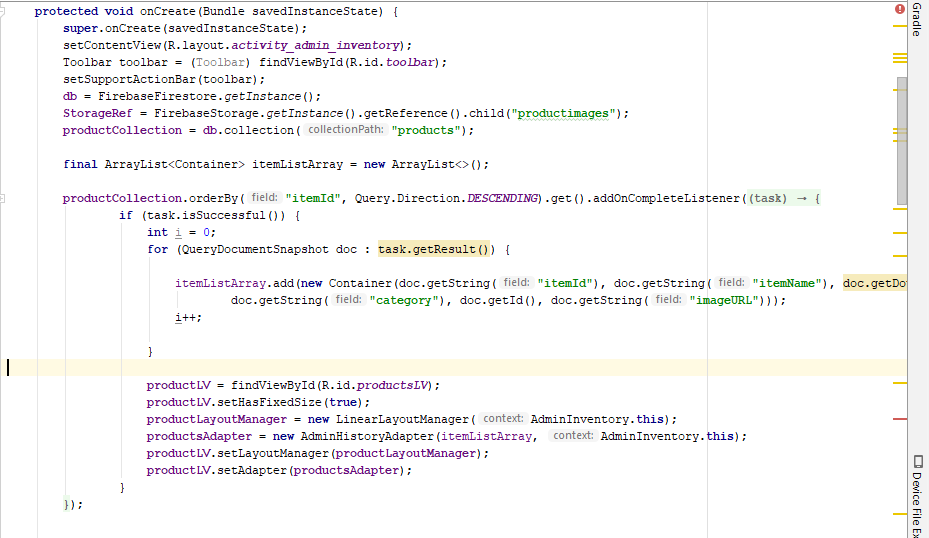 protected void onCreate(Bundle savedInstanceState) {
super.onCreate(savedInstanceState);
setContentView(R.layout.activity_admin_inventory);
Toolbar toolbar = (Toolbar) findViewById(R.id.toolbar);
setSupportActionBar(toolbar);
db = FirebaseFirestore.getInstance();
StorageRef = FirebaseStorage.getInstance().getReference().child("productimages");
productCollection = db.collection( collectionPath: "products");
final ArrayList<Container> itemListArray = new ArrayList<>();
productCollection.orderBy( field: "itemId", Query.Direction.DESCENDING).get().addOnCompleteListener((task) → {
if (task.isSuccessful()) {
int i = 0;
for (QueryDocumentSnapshot doc : task.getResult()) {
itemListArray.add(new Container(doc.getString( field: "itemId"), doc.getString( field: "itemName"), doc.getDo
doc.getString( field: "category"), doc.getId(), doc.getString( field: "imageURL")));
i++;
}
productLV = findViewById(R.id.productsLV);
productLV.setHasFixedSize(true);
productLayoutManager = new LinearLayoutManager( context: AdminInventory.this);
productsAdapter = new AdminHistoryAdapter(itemListArray, context: AdminInventory.this);
productLV.setLayoutManager(productLayoutManager);
productLV.setAdapter(productsAdapter);
}
});
Gradle
Device File Ex